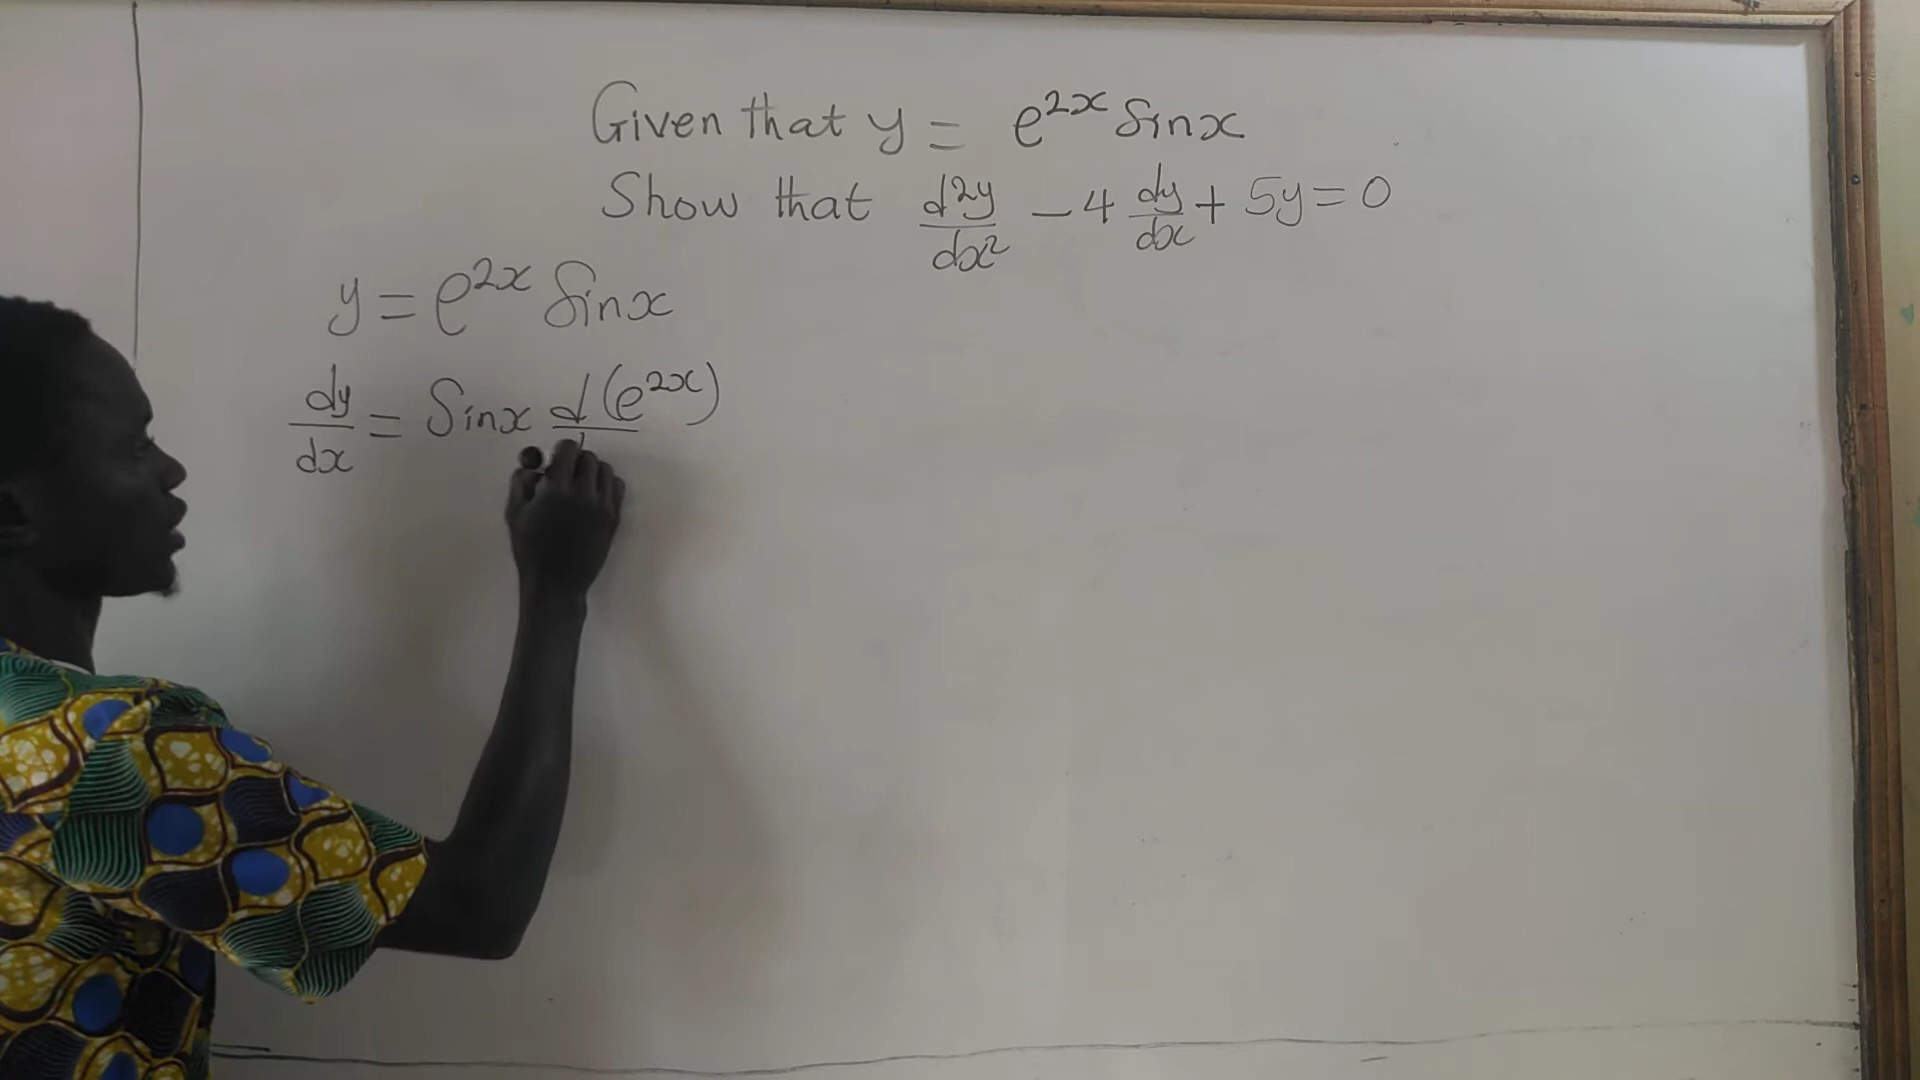 Given that y = e^2x Sinx
Show that d²y/dx² - 4 dy/dx + 5y = 0
y = e^2x Sinx
dy/dx = Sinx d(e^2x)